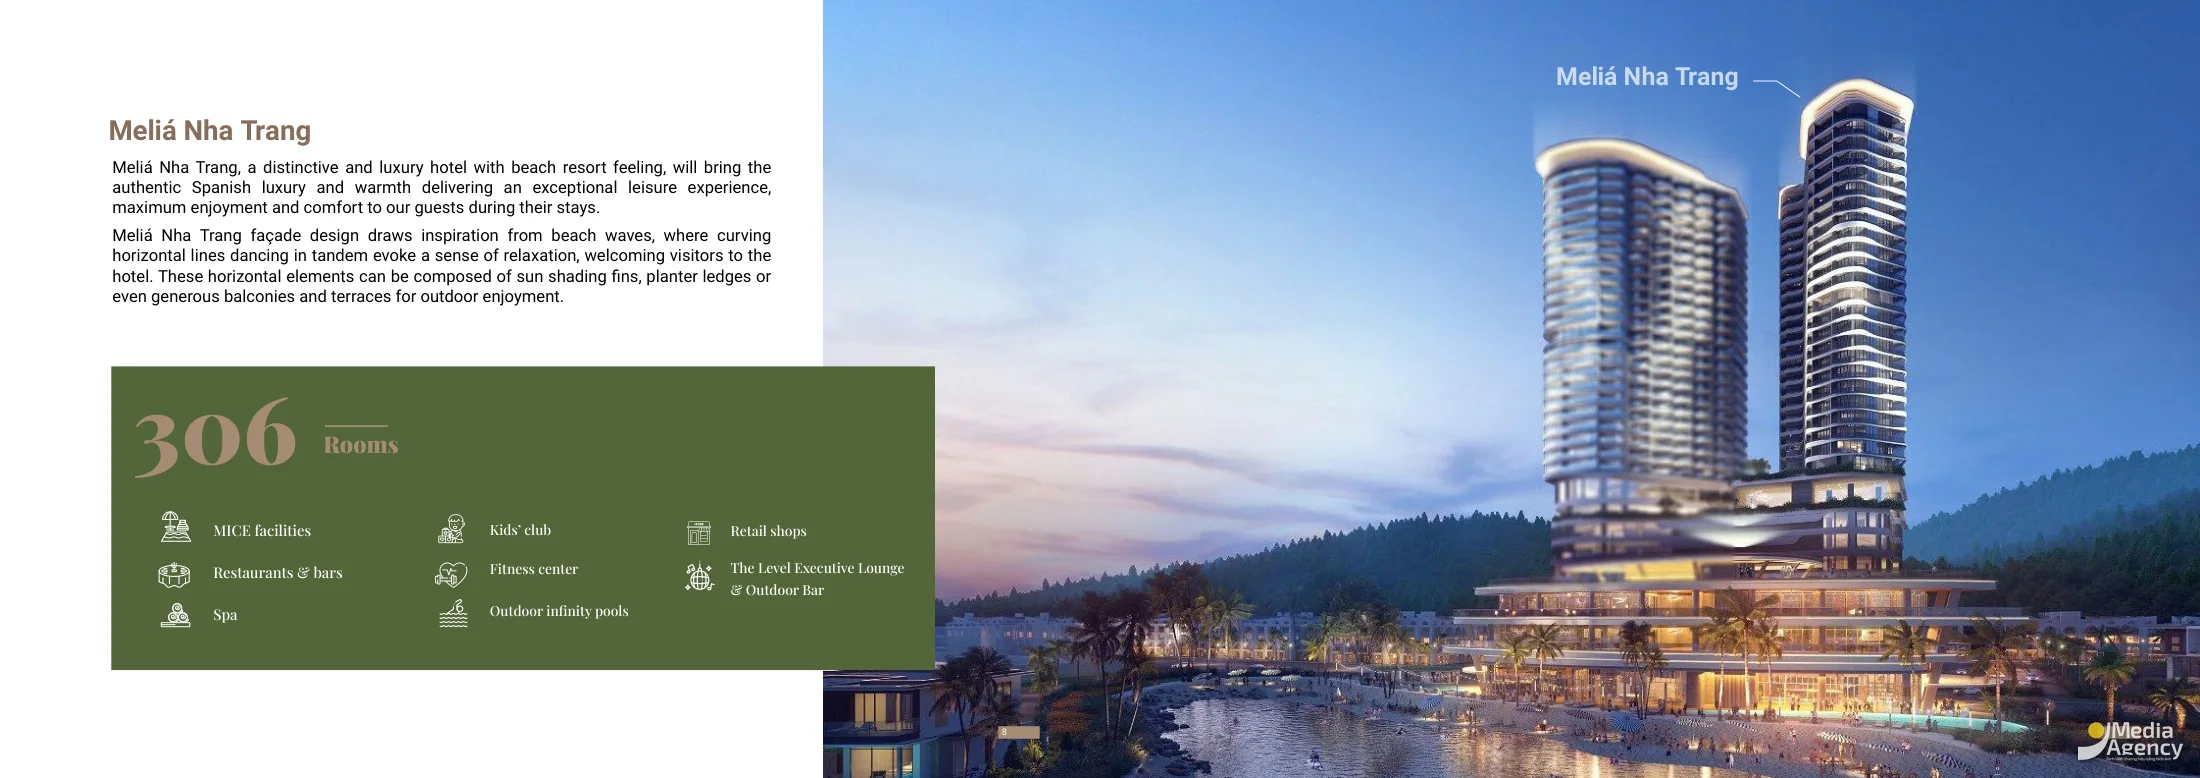 Meliá Nha Trang
Meliá Nha Trang, a distinctive and luxury hotel with beach resort feeling, will bring the
authentic Spanish luxury and warmth delivering an exceptional leisure experience,
maximum enjoyment and comfort to our guests during their stays.
Meliá Nha Trang façade design draws inspiration from beach waves, where curving
horizontal lines dancing in tandem evoke a sense of relaxation, welcoming visitors to the
hotel. These horizontal elements can be composed of sun shading fins, planter ledges or
even generous balconies and terraces for outdoor enjoyment.
306 Rooms
MICE facilities
Restaurants & bars
Spa
Kids’ club
Fitness center
Outdoor infinity pools
Retail shops
The Level Executive Lounge
& Outdoor Bar
Meliá Nha Trang
8
Media
Agency